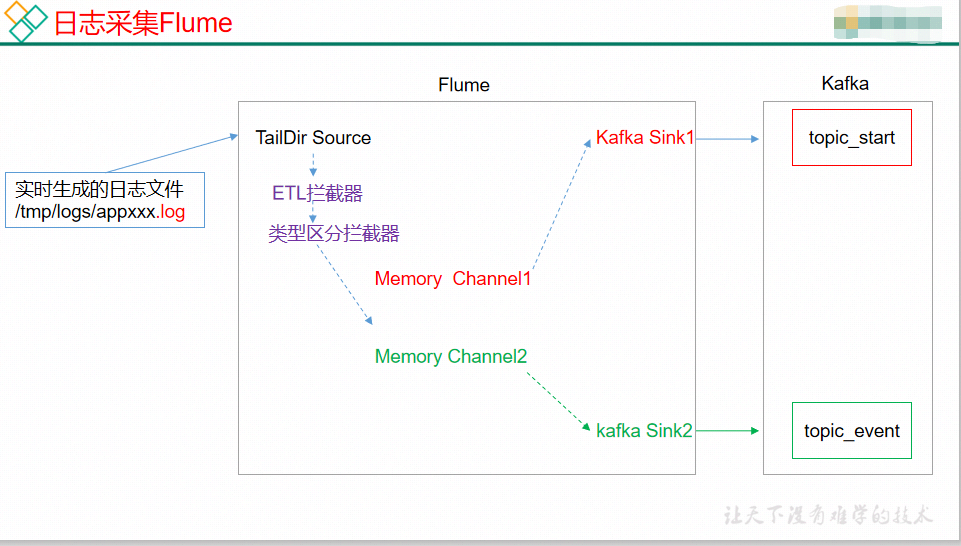 日志采集Flume
Flume
Kafka
TailDir Source
Kafka Sink1
topic_start
实时生成的日志文件
/tmp/logs/appxxx.log
ETL拦截器
类型区分拦截器
Memory Channel1
Memory Channel2
kafka Sink2
topic_event
让天下没有难学的技术